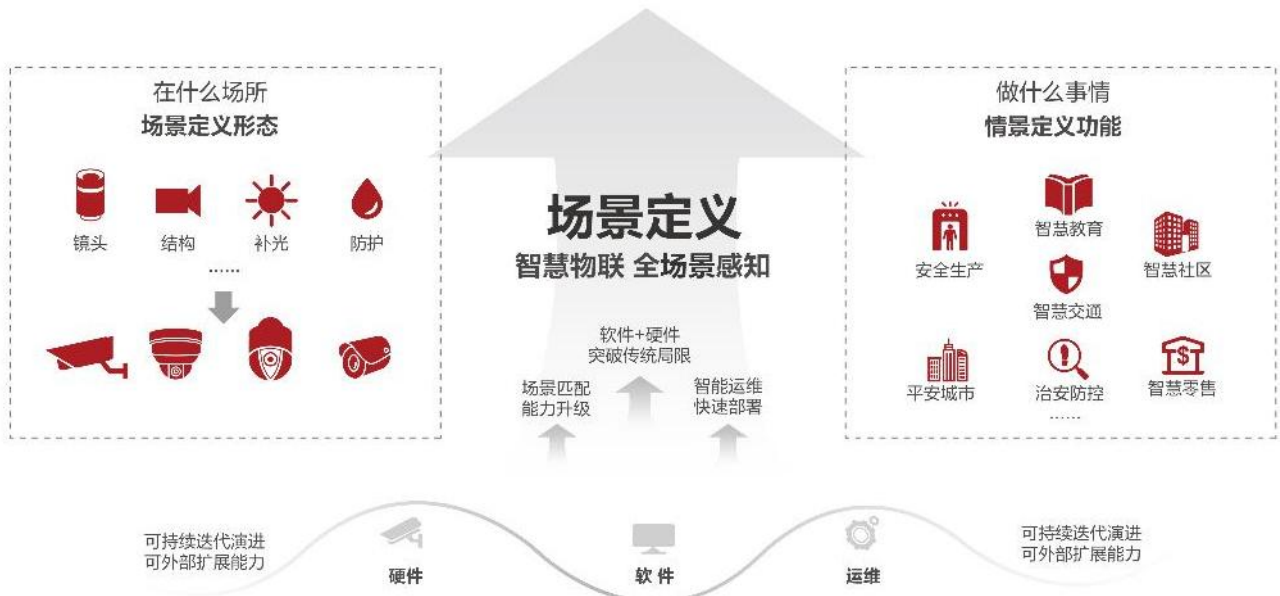 在什么场所
场景定义形态
镜头 结构 补光 防护
......
场景定义
智慧物联 全场景感知
软件+硬件
突破传统局限
场景匹配
能力升级
智能运维
快速部署
做什么事情
情景定义功能
智慧教育
安全生产
智慧社区
智慧交通
平安城市
治安防控
智慧零售
......
可持续迭代演进
可外部扩展能力
硬件
软件
运维
可持续迭代演进
可外部扩展能力